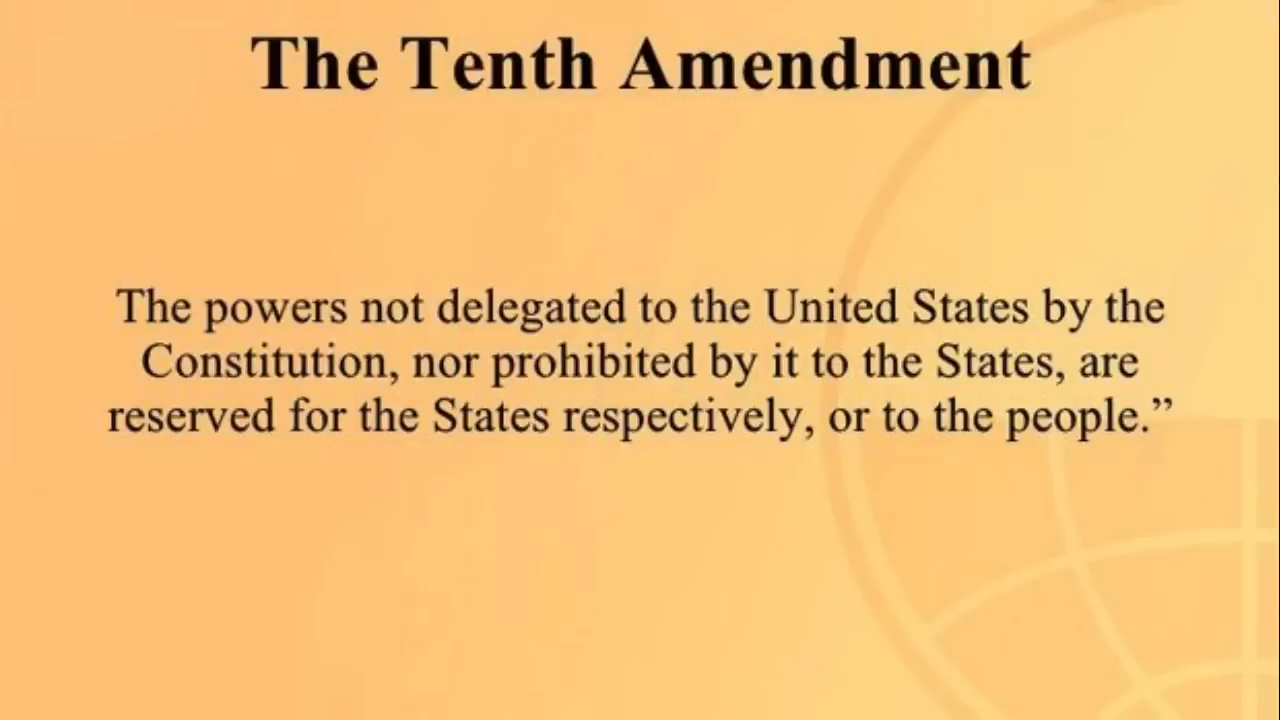 The Tenth Amendment
The powers not delegated to the United States by the
Constitution, nor prohibited by it to the States, are
reserved for the States respectively, or to the people.”